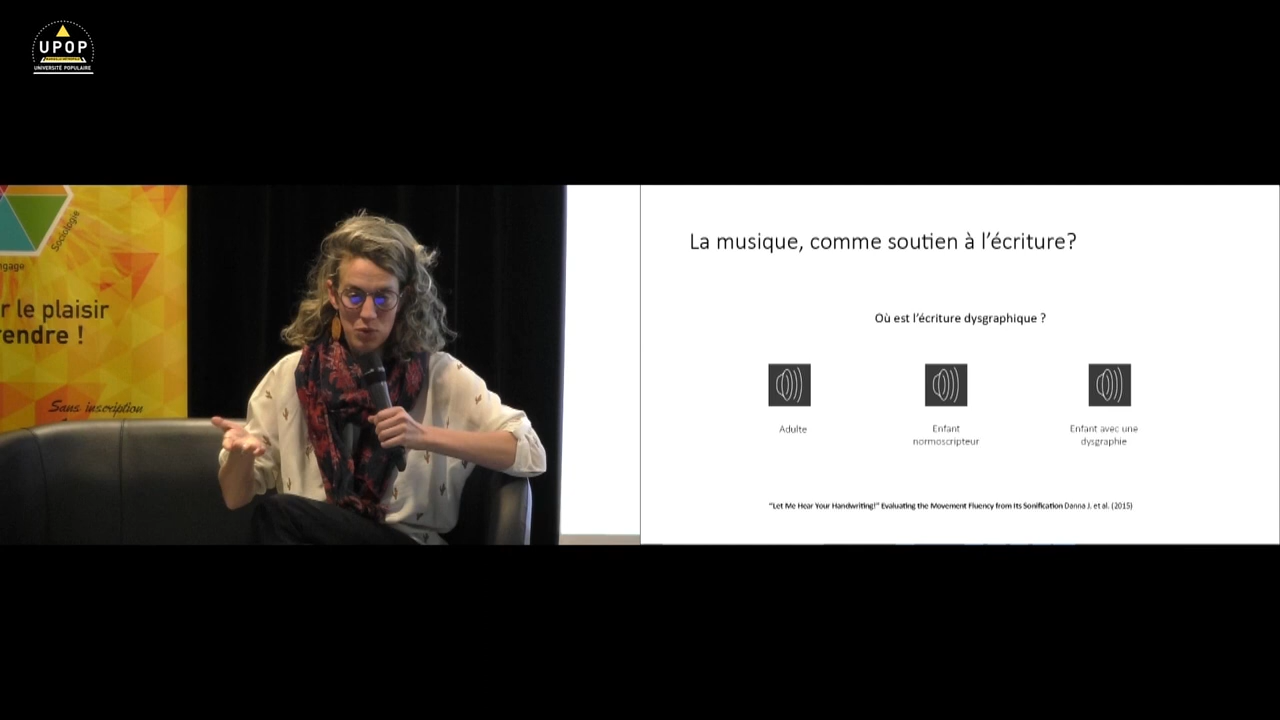 UPOP
UNIVERSITÉ POPULAIRE
Sociologie
ngage
r le plaisir
rendre !
Sans inscription
La musique, comme soutien à l’écriture?
Où est l’écriture dysgraphique ?
Adulte
Enfant
normoscripteur
Enfant avec une
dysgraphie
"Let Me Hear Your Handwriting!" Evaluating the Movement Fluency from Its Sonification Danna J. et al. (2015)